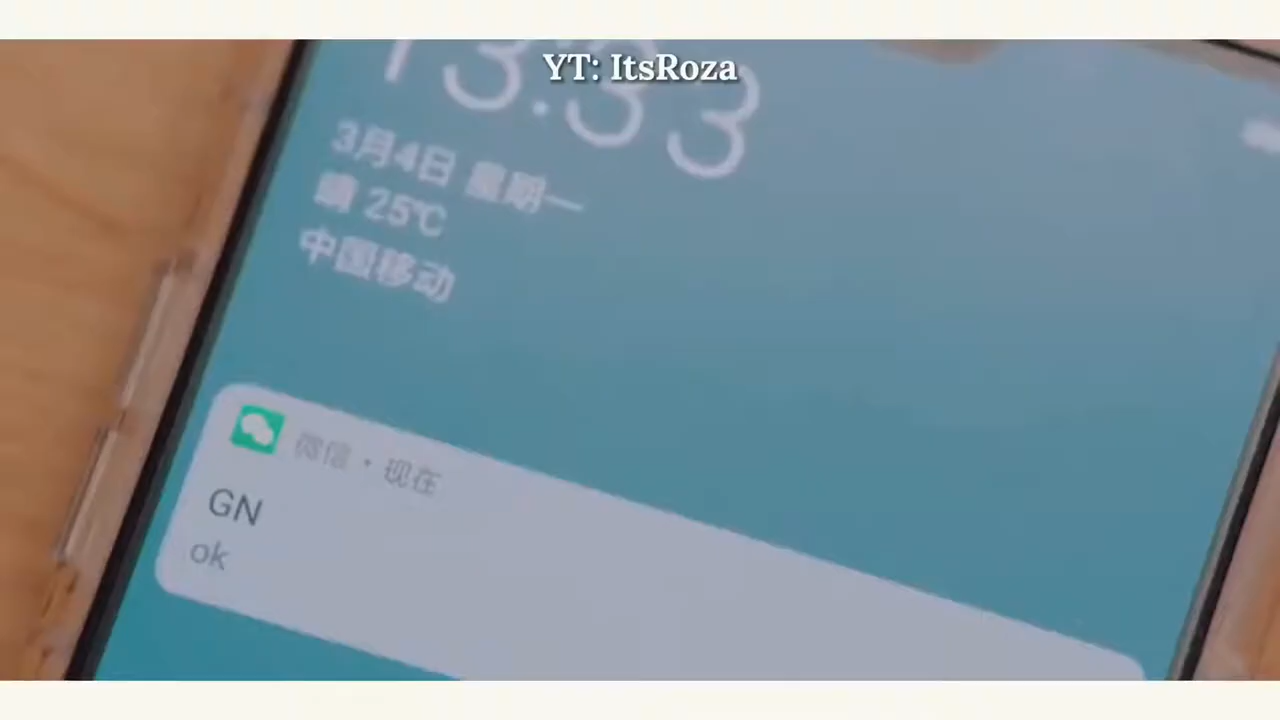 YT: ItsRoza
13:33
3月4日 星期一
晴 25℃
中国移动
微信 · 现在
GN
ok